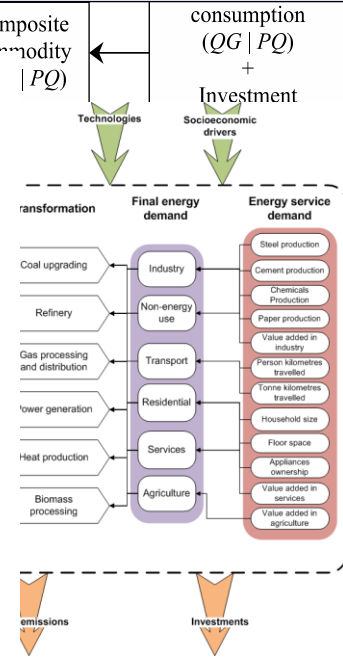 consumption
(QG | PQ)
+
Investment
| PQ)
Technologies
Socioeconomic
drivers
Final energy
demand
Energy service
demand
Coal upgrading
Refinery
Gas processing
and distribution
Power generation
Heat production
Biomass
processing
Industry
Non-energy
use
Transport
Residential
Services
Agriculture
Steel production
Cement production
Chemicals
Production
Paper production
Value added in
industry
Person kilometres
travelled
Tonne kilometres
travelled
Household size
Floor space
Appliances
ownership
Value added in
services
Value added in
agriculture
emissions
Investments